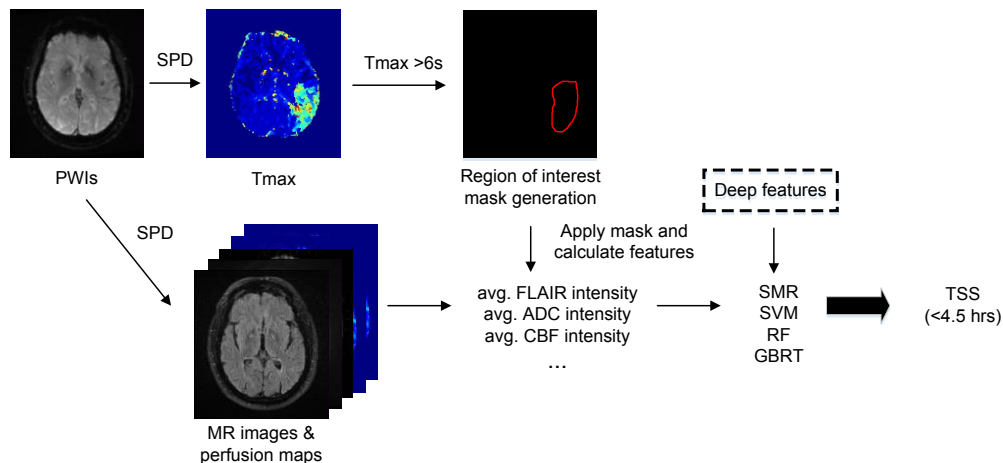 SPD
Tmax >6s
PWIs
Tmax
Region of interest
mask generation
Deep features
SPD
Apply mask and
calculate features
avg. FLAIR intensity
avg. ADC intensity
avg. CBF intensity
...
SMR
SVM
RF
GBRT
TSS
(<4.5 hrs)
MR images &
perfusion maps